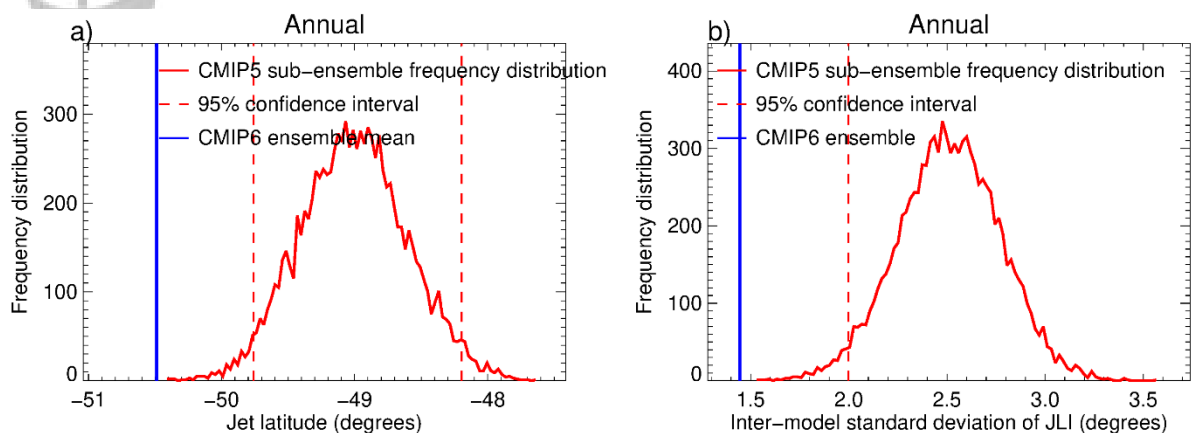 a)
Annual
CMIP5 sub-ensemble frequency distribution
95% confidence interval
CMIP6 ensemble mean
Frequency distribution
300
200
100
0
−51
−50
−49
−48
Jet latitude (degrees)
b)
Annual
CMIP5 sub-ensemble frequency distribution
95% confidence interval
CMIP6 ensemble
Frequency distribution
400
300
200
100
0
1.5
2.0
2.5
3.0
3.5
Inter-model standard deviation of JLI (degrees)